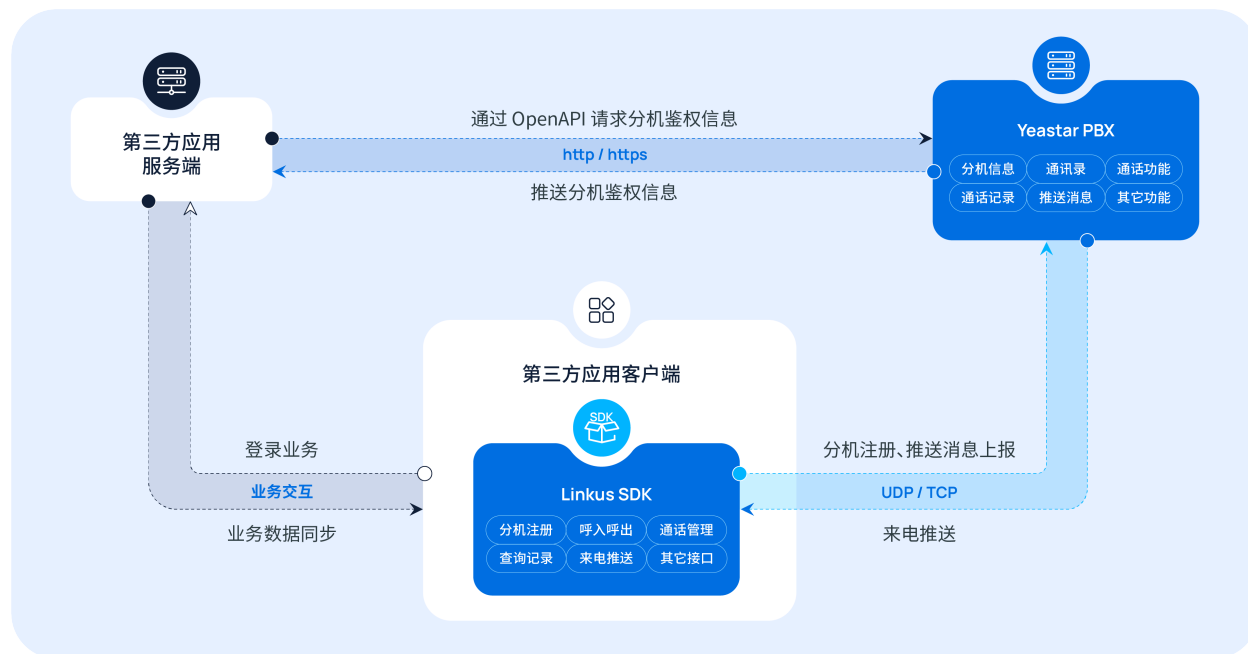 第三方应用
服务端
通过 OpenAPI 请求分机鉴权信息
http / https
推送分机鉴权信息
Yeastar PBX
分机信息 通讯录 通话功能
通话记录 推送消息 其它功能
第三方应用客户端
SDK
Linkus SDK
分机注册 呼入呼出 通话管理
查询记录 来电推送 其它接口
登录业务
业务交互
业务数据同步
分机注册、推送消息上报
UDP / TCP
来电推送